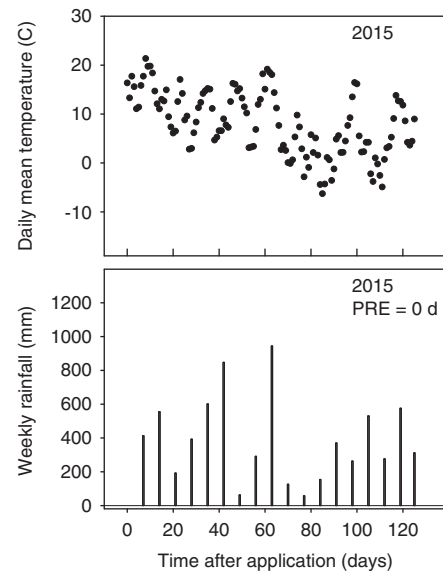 Daily mean temperature (C)
30
20
10
0
-10
2015
Weekly rainfall (mm)
1200
1000
800
600
400
200
0
2015
PRE = 0 d
0 20 40 60 80 100 120
Time after application (days)